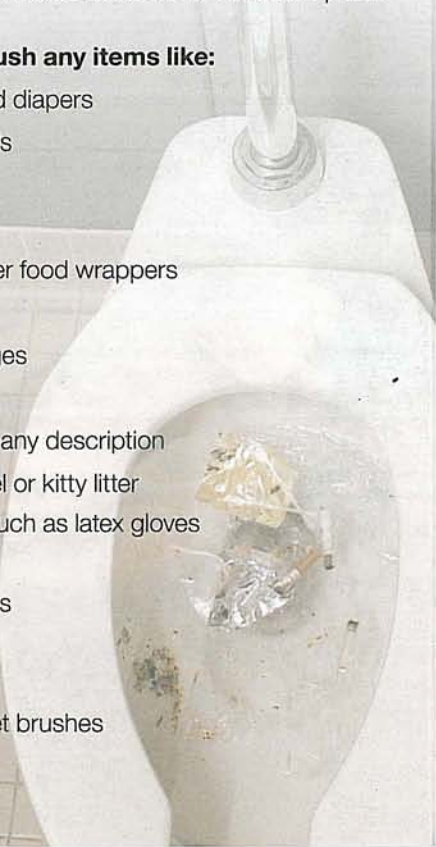 ush any items like:
d diapers
s
er food wrappers
ges
any description
el or kitty litter
uch as latex gloves
s
et brushes